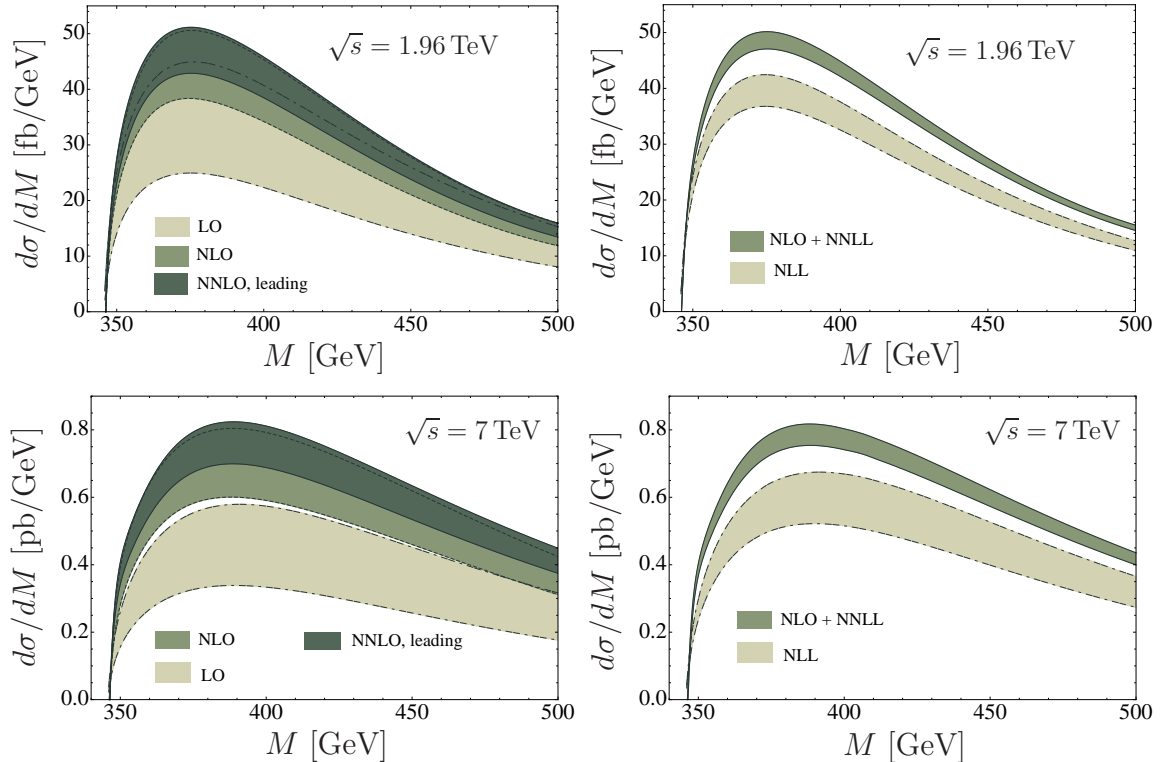 50
40
30
20
10
0
dσ/dM [fb/GeV]
√s = 1.96 TeV
LO
NLO
NNLO, leading
350 400 450 500
M [GeV]
50
40
30
20
10
0
dσ/dM [fb/GeV]
√s = 1.96 TeV
NLO + NNLL
NLL
350 400 450 500
M [GeV]
0.8
0.6
0.4
0.2
0.0
dσ/dM [pb/GeV]
√s = 7 TeV
NLO NNLO, leading
LO
350 400 450 500
M [GeV]
0.8
0.6
0.4
0.2
0.0
dσ/dM [pb/GeV]
√s = 7 TeV
NLO + NNLL
NLL
350 400 450 500
M [GeV]